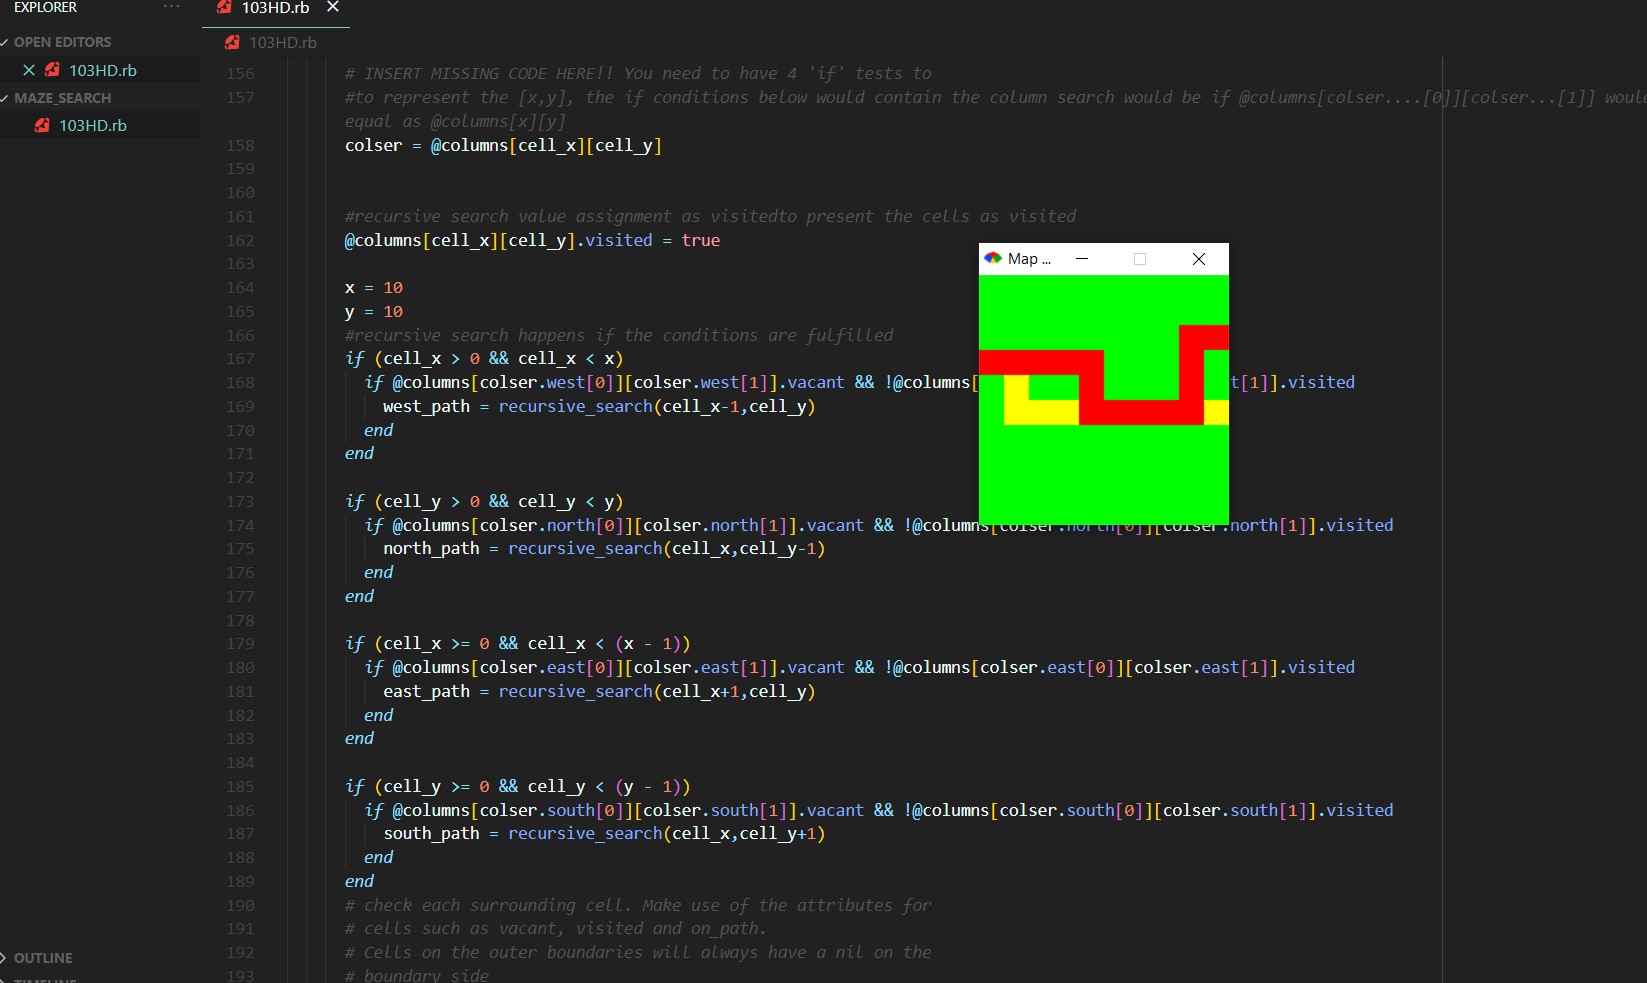 EXPLORER
...
103HD.rb
OPEN EDITORS
103HD.rb
MAZE_SEARCH
103HD.rb
OUTLINE
103HD.rb
156 # INSERT MISSING CODE HERE!! You need to have 4 'if' tests to
157 #to represent the [x,y], the if conditions below would contain the column search would be if @columns[colser....[0]][colser...[1]] would
equal as @columns[x][y]
158 colser = @columns[cell_x][cell_y]
159
160
161 #recursive search value assignment as visitedto present the cells as visited
162 @columns[cell_x][cell_y].visited = true
163
164 x = 10
165 y = 10
166 #recursive search happens if the conditions are fulfilled
167 if (cell_x > 0 && cell_x < x)
168 if @columns[colser.west[0]][colser.west[1]].vacant && !@columns[ t[1]].visited
169 west_path = recursive_search(cell_x-1,cell_y)
170 end
171 end
172
173 if (cell_y > 0 && cell_y < y)
174 if @columns[colser.north[0]][colser.north[1]].vacant && !@columns[colser.north[0]][colser.north[1]].visited
175 north_path = recursive_search(cell_x,cell_y-1)
176 end
177 end
178
179 if (cell_x >= 0 && cell_x < (x - 1))
180 if @columns[colser.east[0]][colser.east[1]].vacant && !@columns[colser.east[0]][colser.east[1]].visited
181 east_path = recursive_search(cell_x+1,cell_y)
182 end
183 end
184
185 if (cell_y >= 0 && cell_y < (y - 1))
186 if @columns[colser.south[0]][colser.south[1]].vacant && !@columns[colser.south[0]][colser.south[1]].visited
187 south_path = recursive_search(cell_x,cell_y+1)
188 end
189 end
190 # check each surrounding cell. Make use of the attributes for
191 # cells such as vacant, visited and on_path.
192 # Cells on the outer boundaries will always have a nil on the
193 # boundary side
Map ...